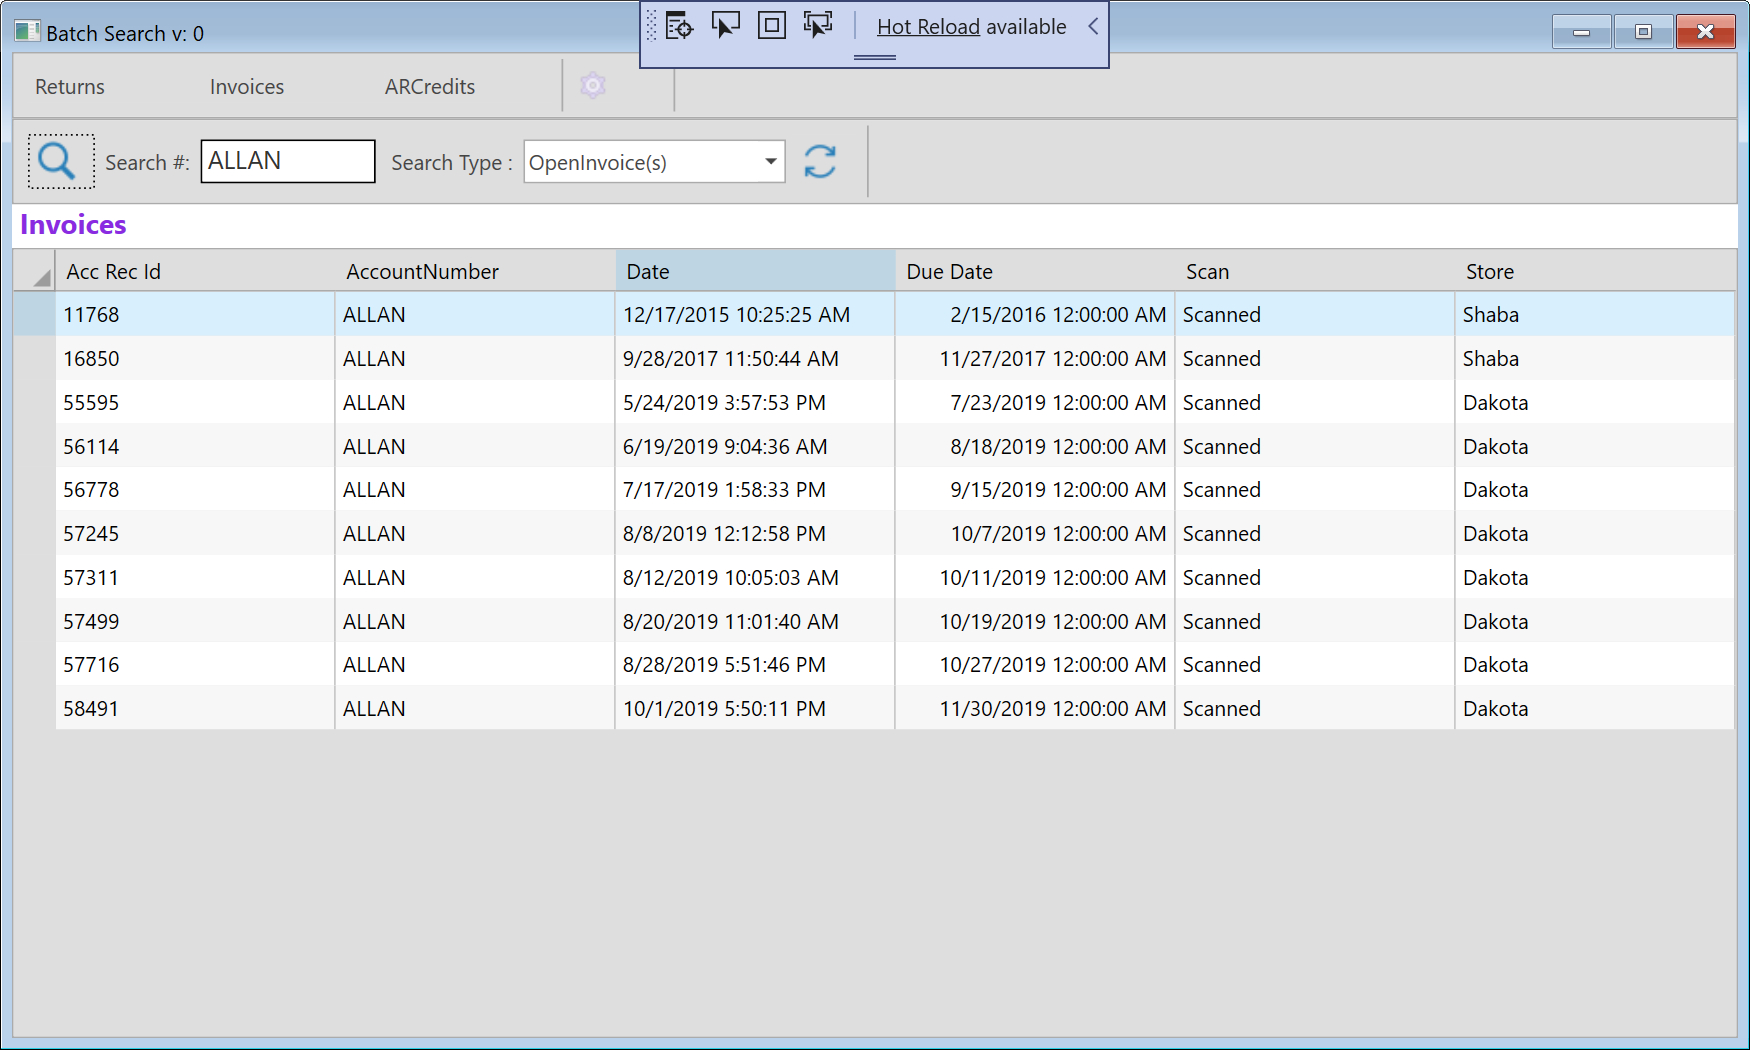 Batch Search v: 0
Hot Reload available
Returns Invoices ARCredits
Search #: ALLAN Search Type : OpenInvoice(s)
Invoices
Acc Rec Id AccountNumber Date Due Date Scan Store
11768 ALLAN 12/17/2015 10:25:25 AM 2/15/2016 12:00:00 AM Scanned Shaba
16850 ALLAN 9/28/2017 11:50:44 AM 11/27/2017 12:00:00 AM Scanned Shaba
55595 ALLAN 5/24/2019 3:57:53 PM 7/23/2019 12:00:00 AM Scanned Dakota
56114 ALLAN 6/19/2019 9:04:36 AM 8/18/2019 12:00:00 AM Scanned Dakota
56778 ALLAN 7/17/2019 1:58:33 PM 9/15/2019 12:00:00 AM Scanned Dakota
57245 ALLAN 8/8/2019 12:12:58 PM 10/7/2019 12:00:00 AM Scanned Dakota
57311 ALLAN 8/12/2019 10:05:03 AM 10/11/2019 12:00:00 AM Scanned Dakota
57499 ALLAN 8/20/2019 11:01:40 AM 10/19/2019 12:00:00 AM Scanned Dakota
57716 ALLAN 8/28/2019 5:51:46 PM 10/27/2019 12:00:00 AM Scanned Dakota
58491 ALLAN 10/1/2019 5:50:11 PM 11/30/2019 12:00:00 AM Scanned Dakota